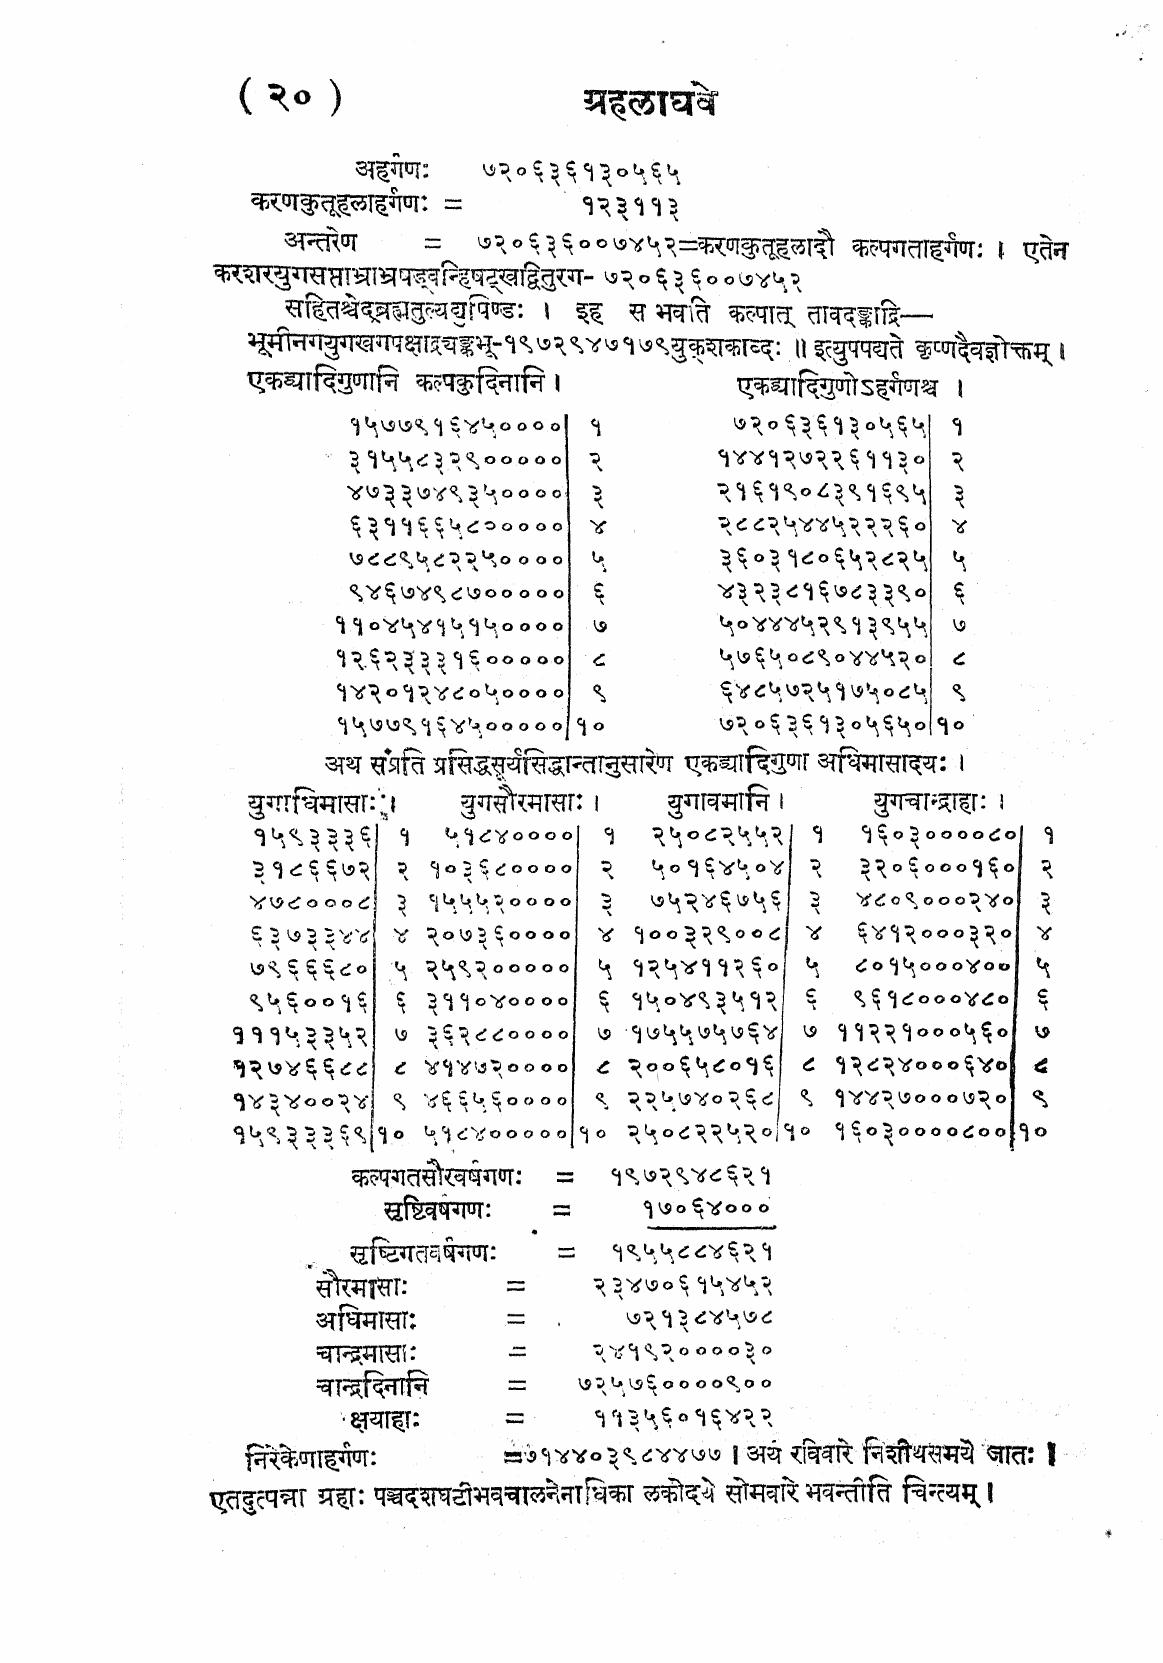 ( २० ) ग्रहलाघवे
अहर्गणः ७२०६३६१३०५६५
करणकुतूहलाहर्गणः = १२३११३
अन्तरेण = ७२०६३६००७४५२=करणकुतूहलादौ कल्पगताहर्गणः । एतेन
करशरयुगसप्ताभ्राभ्रषड्वन्हिषट्खाद्वितुरग- ७२०६३६००७४५२
सहितश्चेद्ब्रह्मतुल्यद्युपिण्डः । इह स भवति कल्पात् तावदङ्काद्रि—
भूमीनगयुगखगपक्षाद्र्यङ्कभू-१९७२९४७१७९युक्शकाब्दः ॥ इत्युपपद्यते कृष्णदैवज्ञोक्तम् ।
एकद्व्यादिगुणानि कल्पकुदिनानि । एकद्व्यादिगुणोऽहर्गणश्च ।
१५७७९१६४५०००० १ ७२०६३६१३०५६५ १
३१५५८३२९००००० २ १४४१२७२२६११३० २
४७३३७४९३५०००० ३ २१६१९०८३९१६९५ ३
६३११६६५८००००० ४ २८८२५४४५२२२६० ४
७८८९५८२२५०००० ५ ३६०३१८०६५२८२५ ५
९४६७४९८७००००० ६ ४३२३८१६७८३३९० ६
११०४५४१५१५०००० ७ ५०४४४५२९१३९५५ ७
१२६२३३३१६००००० ८ ५७६५०८९०४४५२० ८
१४२०१२४८०५०००० ९ ६४८५७२५१७५०८५ ९
१५७७९१६४५००००० १० ७२०६३६१३०५६५० १०
अथ संप्रति प्रसिद्धसूर्यसिद्धान्तानुसारेण एकद्व्यादिगुणा अधिमासादयः ।
युगाधिमासाः । युगसौरमासाः । युगावमानि । युगचान्द्राहाः ।
१५९३३३६ १ ५१८४०००० १ २५०८२५५२ १ १६०३००००८० १
३१८६६७२ २ १०३६८०००० २ ५०१६४५०४ २ ३२०६०००१६० २
४७८०००८ ३ १५५५२०००० ३ ७५२४६७५६ ३ ४८०९०००२४० ३
६३७३३४४ ४ २०७३६०००० ४ १००३२९००८ ४ ६४१२०००३२० ४
७९६६६८० ५ २५९२००००० ५ १२५४११२६० ५ ८०१५०००४०० ५
९५६००१६ ६ ३११०४०००० ६ १५०४९३५१२ ६ ९६१८०००४८० ६
१११५३३५२ ७ ३६२८८०००० ७ १७५५७५७६४ ७ ११२२१०००५६० ७
१२७४६६८८ ८ ४१४७२०००० ८ २००६५८०१६ ८ १२८२४०००६४० ८
१४३४००२४ ९ ४६६५६०००० ९ २२५७४०२६८ ९ १४४२७०००७२० ९
१५९३३३६९ १० ५१८४००००० १० २५०८२२५२० १० १६०३००००८०० १०
कल्पगतसौरवर्षगणः = १९७२९४८६२१
सृष्टिवर्षगणः = १७०६४०००
सृष्टिगतवर्षगणः = १९५५८८४६२१
सौरमासाः = २३४७०६१५४५२
अधिमासाः = ७२१३८४५७८
चान्द्रमासाः = २४१९२००००३०
चान्द्रदिनानि = ७२५७६००००९००
क्षयाहाः = ११३५६०१६४२२
निरेकेणाहर्गणः =७१४४०३९८४४७७ । अयं रविवारे निशीथसमये जातः ।
एतदुत्पन्ना ग्रहाः पञ्चदशघटीभवचालनेनाधिका लंकोदये सोमवारे भवन्तीति चिन्त्यम् ।